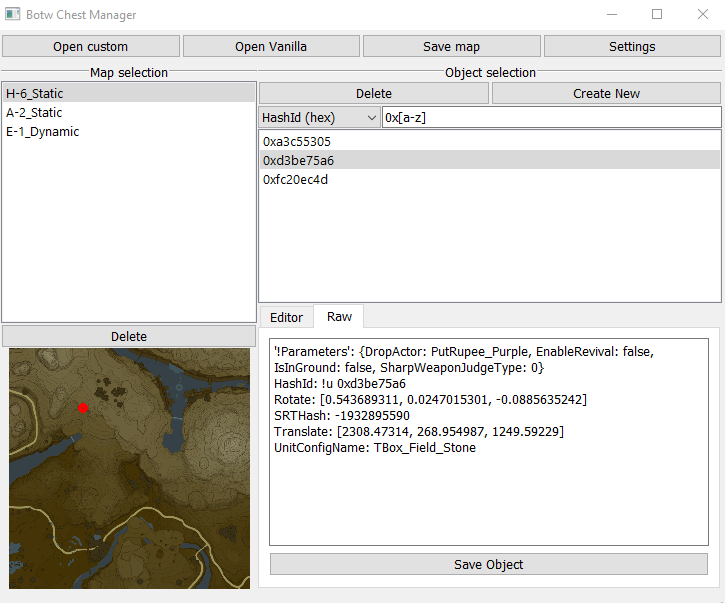 Botw Chest Manager
Open custom
Open Vanilla
Save map
Settings
Map selection
H-6_Static
A-2_Static
E-1_Dynamic
Delete
Object selection
Delete
Create New
HashId (hex)
0x[a-z]
0xa3c55305
0xd3be75a6
0xfc20ec4d
Editor
Raw
'!Parameters': {DropActor: PutRupee_Purple, EnableRevival: false,
IsInGround: false, SharpWeaponJudgeType: 0}
HashId: !u 0xd3be75a6
Rotate: [0.543689311, 0.0247015301, -0.0885635242]
SRTHash: -1932895590
Translate: [2308.47314, 268.954987, 1249.59229]
UnitConfigName: TBox_Field_Stone
Save Object